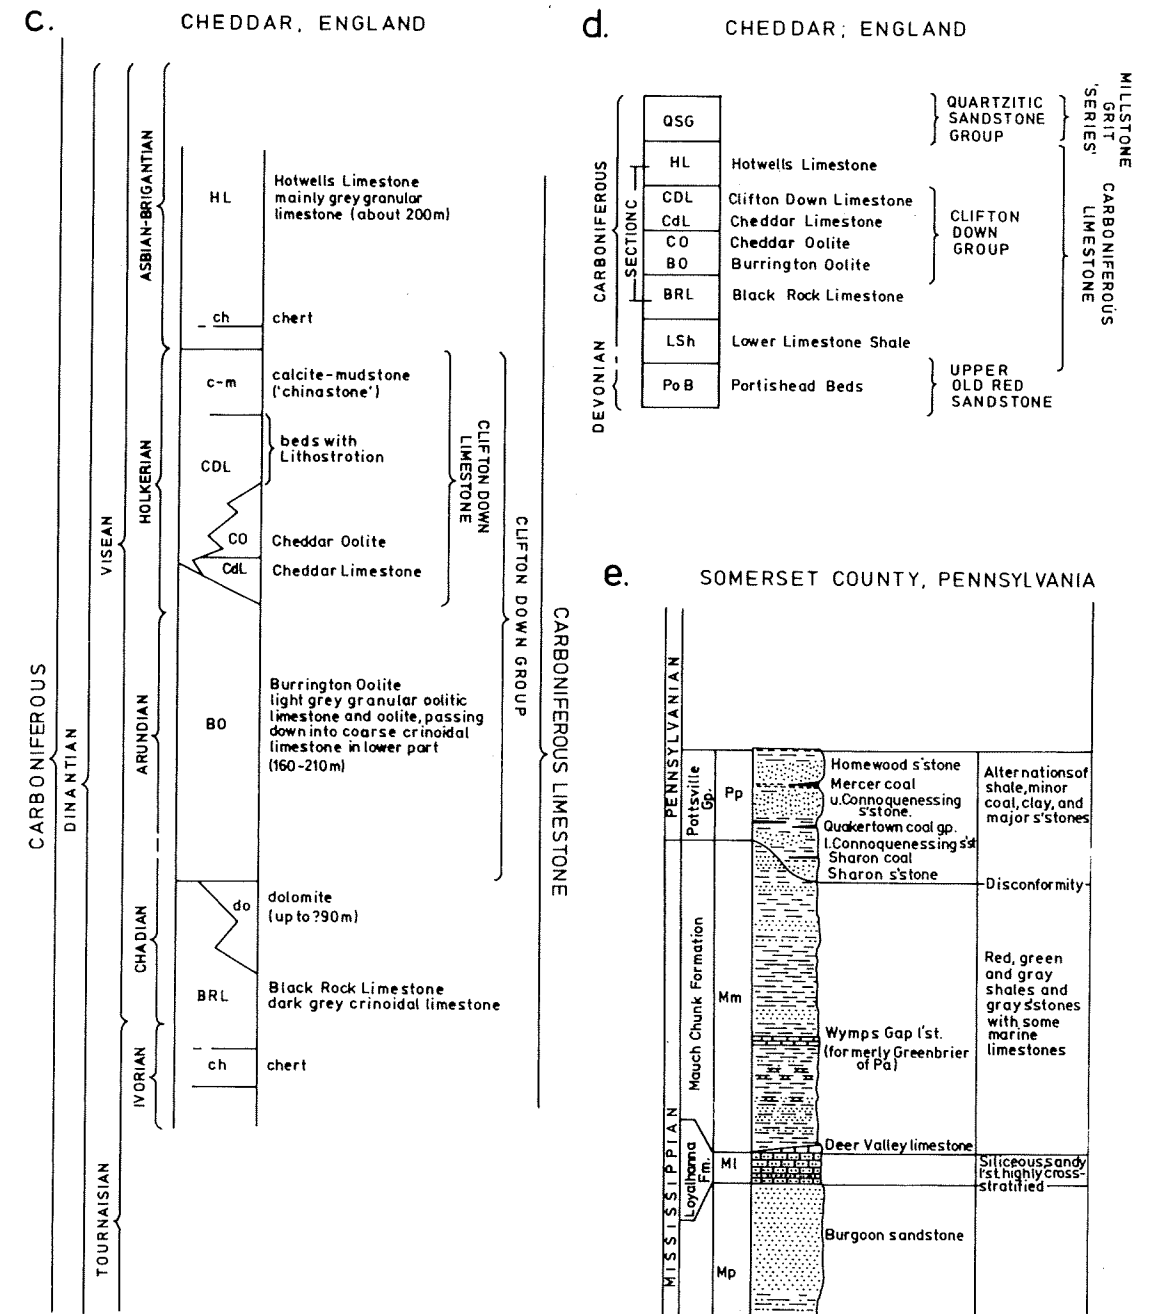 c.
CHEDDAR, ENGLAND
CARBONIFEROUS
DINANTIAN
VISEAN
TOURNAISIAN
ASBIAN-BRIGANTIAN
HOLKERIAN
ARUNDIAN
CHADIAN
IVORIAN
HL
Hotwells Limestone
mainly grey granular
limestone (about 200m)
ch
chert
c-m
calcite-mudstone
('chinastone')
beds with
Lithostrotion
CDL
CO
Cheddar Oolite
CdL
Cheddar Limestone
BO
Burrington Oolite
light grey granular oolitic
limestone and oolite, passing
down into coarse crinoidal
limestone in lower part
(160-210m)
do
dolomite
(up to ?90m)
BRL
Black Rock Limestone
dark grey crinoidal limestone
ch
chert
CLIFTON DOWN
LIMESTONE
CLIFTON DOWN GROUP
CARBONIFEROUS LIMESTONE
d.
CHEDDAR; ENGLAND
CARBONIFEROUS
DEVONIAN
SECTION C
QSG
HL
Hotwells Limestone
CDL
Clifton Down Limestone
CdL
Cheddar Limestone
CO
Cheddar Oolite
BO
Burrington Oolite
BRL
Black Rock Limestone
LSh
Lower Limestone Shale
PoB
Portishead Beds
QUARTZITIC
SANDSTONE
GROUP
CLIFTON
DOWN
GROUP
UPPER
OLD RED
SANDSTONE
MILLSTONE
GRIT
'SERIES'
CARBONIFEROUS
LIMESTONE
e.
SOMERSET COUNTY, PENNSYLVANIA
PENNSYLVANIAN
MISSISSIPPIAN
Pottsville
Gp.
Mauch Chunk Formation
Loyalhanna
Fm.
Pp
Mm
Ml
Mp
Homewood s'stone
Mercer coal
u.Connoquenessing
s'stone.
Quakertown coal gp.
l.Connoquenessing s'st
Sharon coal
Sharon s'stone
Wymps Gap l'st.
(formerly Greenbrier
of Pa)
Deer Valley limestone
Burgoon sandstone
Alternations of
shale, minor
coal, clay, and
major s'stones
Disconformity
Red, green
and gray
shales and
gray s'stones
with some
marine
limestones
Siliceous, sandy
l'st. highly cross-
stratified